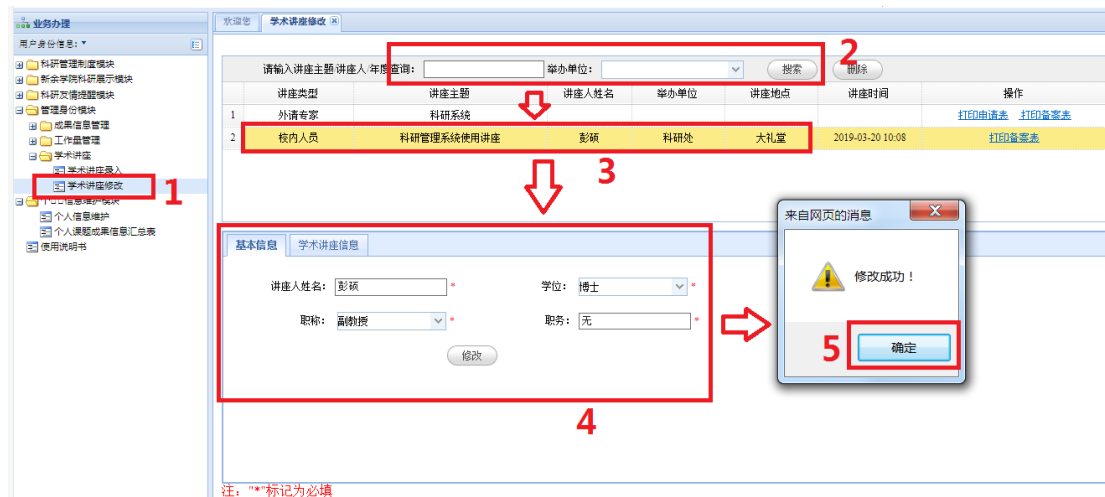 业务办理
欢迎您 学术讲座修改
用户身份信息:
科研管理制度模块
新余学院科研展示模块
科研友情提醒模块
管理身份模块
成果信息管理
工作量管理
学术讲座
学术讲座录入
学术讲座修改
信息维护模块
个人信息维护
个人课题成果信息汇总表
使用说明书
1
请输入讲座主题/讲座人/年度查询: 举办单位: 搜索 删除
2
讲座类型 讲座主题 讲座人姓名 举办单位 讲座地点 讲座时间 操作
1 外请专家 科研系统 打印申请表 打印备案表
2 校内人员 科研管理系统使用讲座 彭硕 科研处 大礼堂 2019-03-20 10:08 打印备案表
3
基本信息 学术讲座信息
讲座人姓名: 彭硕 * 学位: 博士 *
职称: 副教授 * 职务: 无 *
修改
4
来自网页的消息
修改成功！
确定
5
注: "*"标记为必填